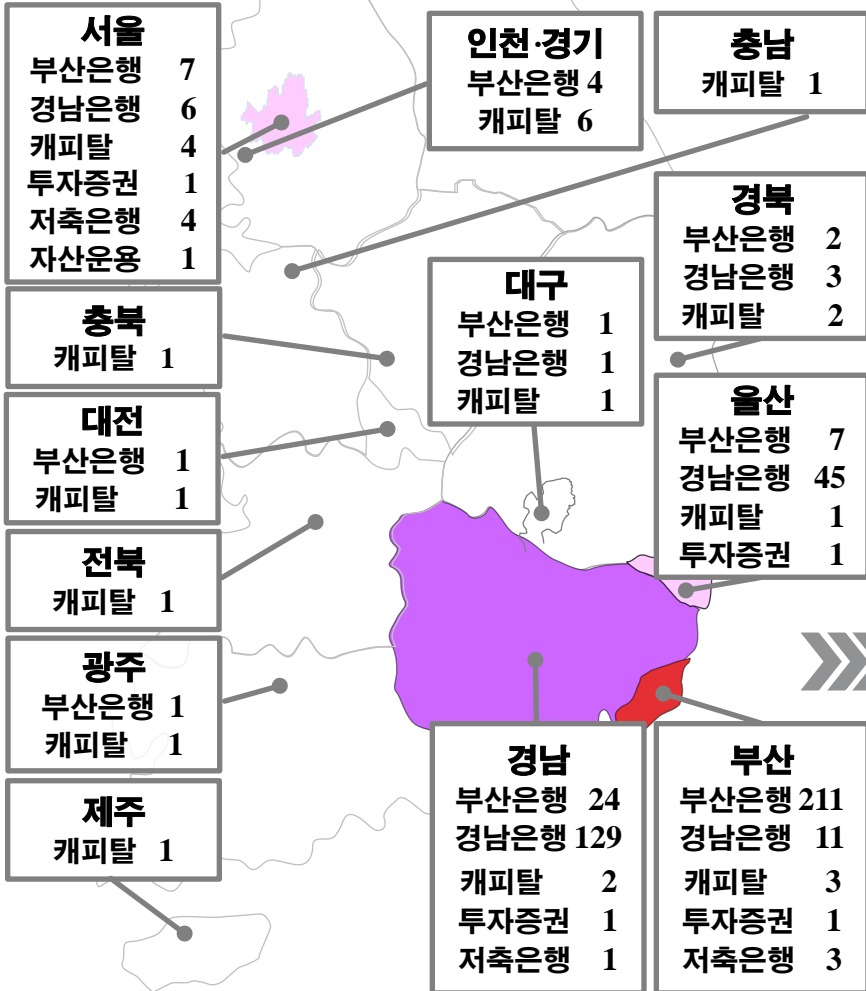 서울
부산은행 7
경남은행 6
캐피탈 4
투자증권 1
저축은행 4
자산운용 1
인천·경기
부산은행 4
캐피탈 6
충남
캐피탈 1
경북
부산은행 2
경남은행 3
캐피탈 2
대구
부산은행 1
경남은행 1
캐피탈 1
충북
캐피탈 1
대전
부산은행 1
캐피탈 1
울산
부산은행 7
경남은행 45
캐피탈 1
투자증권 1
전북
캐피탈 1
광주
부산은행 1
캐피탈 1
제주
캐피탈 1
경남
부산은행 24
경남은행 129
캐피탈 2
투자증권 1
저축은행 1
부산
부산은행 211
경남은행 11
캐피탈 3
투자증권 1
저축은행 3